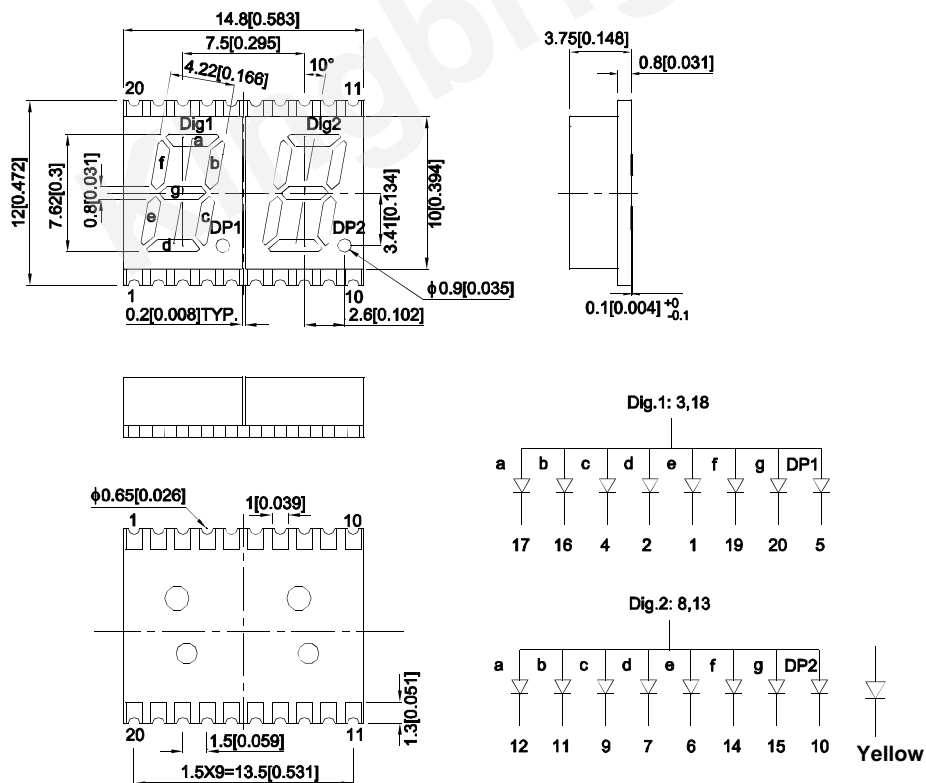 14.8[0.583]
7.5[0.295]
4.22[0.166]
10°
20
11
Dig1
Dig2
a
f
b
g
e
c
d
DP1
DP2
12[0.472]
7.62[0.3]
0.8[0.031]
3.41[0.134]
10[0.394]
1
10
0.2[0.008]TYP.
2.6[0.102]
ϕ0.9[0.035]
3.75[0.148]
0.8[0.031]
0.1[0.004] +0 -0.1
ϕ0.65[0.026]
1[0.039]
1
10
20
11
1.5[0.059]
1.5X9=13.5[0.531]
1.3[0.051]
Dig.1: 3,18
a b c d e f g DP1
17 16 4 2 1 19 20 5
Dig.2: 8,13
a b c d e f g DP2
12 11 9 7 6 14 15 10
Yellow
Kingbright